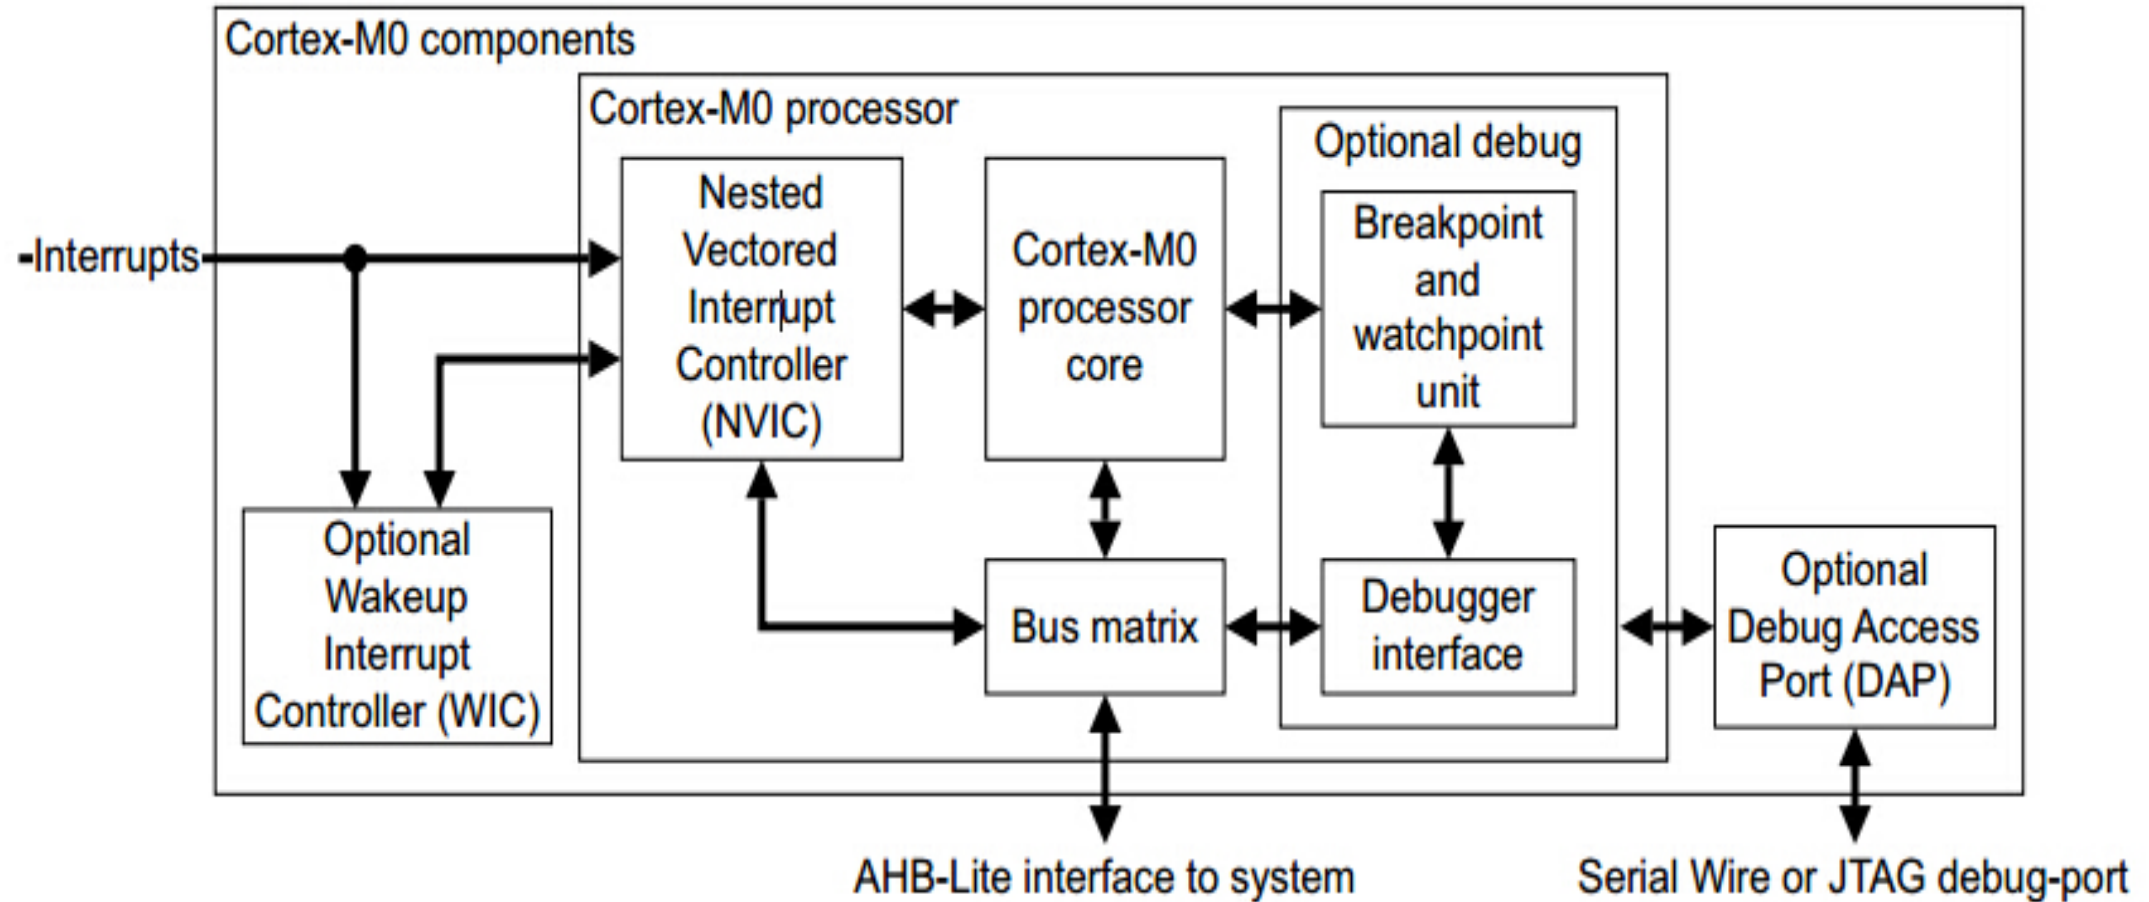 Cortex-M0 components
Cortex-M0 processor
Optional debug
Nested
Vectored
Interrupt
Controller
(NVIC)
Cortex-M0
processor
core
Breakpoint
and
watchpoint
unit
-Interrupts
Optional
Wakeup
Interrupt
Controller (WIC)
Bus matrix
Debugger
interface
Optional
Debug Access
Port (DAP)
AHB-Lite interface to system
Serial Wire or JTAG debug-port